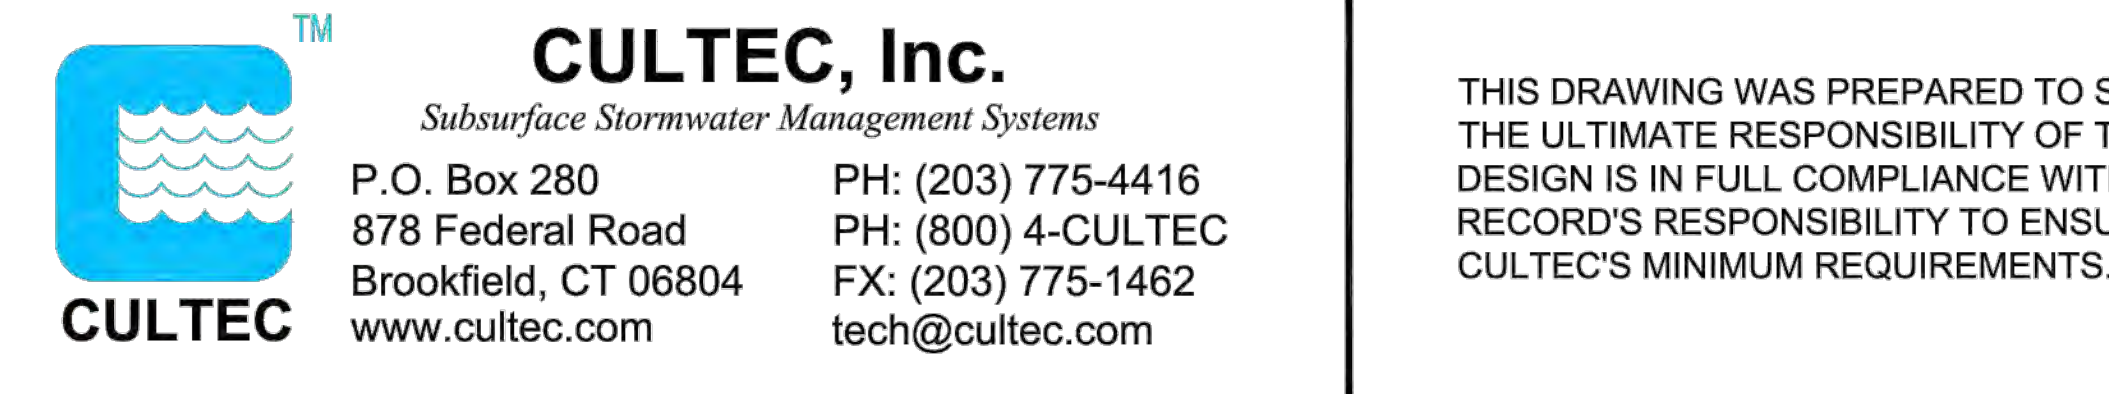 TM
CULTEC
CULTEC, Inc.
Subsurface Stormwater Management Systems
P.O. Box 280
878 Federal Road
Brookfield, CT 06804
www.cultec.com
PH: (203) 775-4416
PH: (800) 4-CULTEC
FX: (203) 775-1462
tech@cultec.com
THIS DRAWING WAS PREPARED TO
THE ULTIMATE RESPONSIBILITY OF
DESIGN IS IN FULL COMPLIANCE
RECORD'S RESPONSIBILITY TO
CULTEC'S MINIMUM REQUIREMENTS.